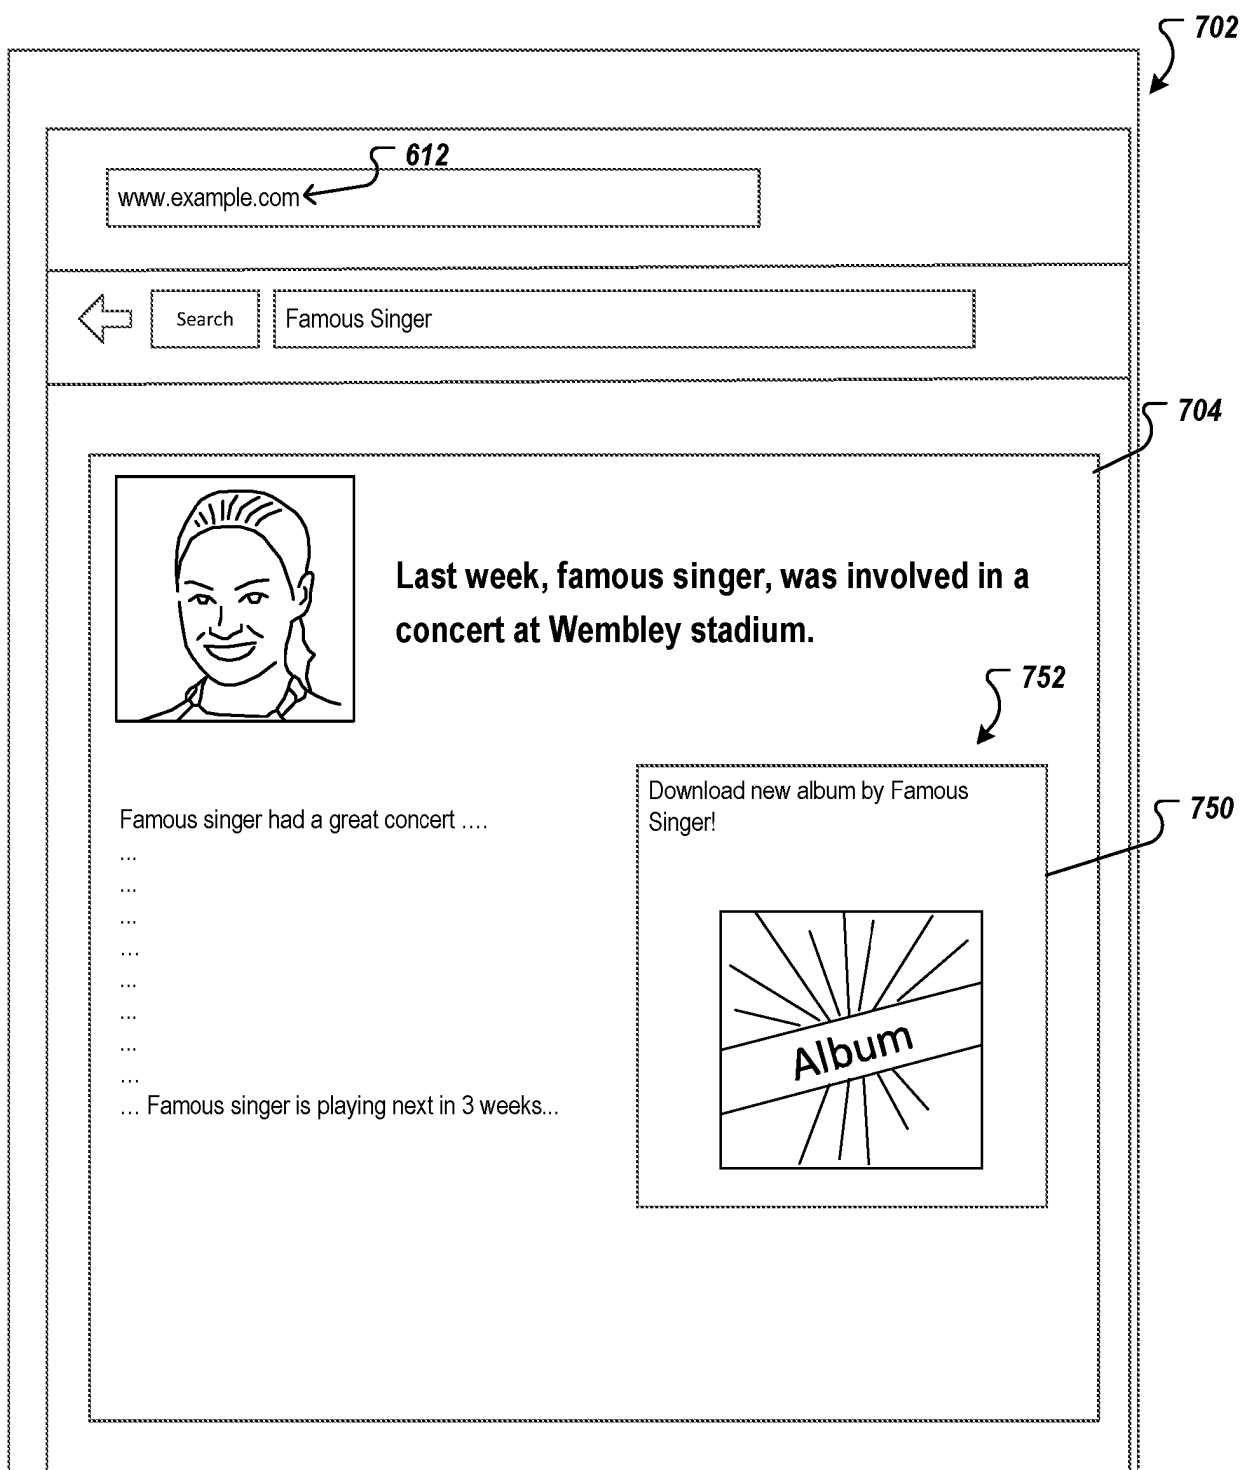 702
612
www.example.com
Search
Famous Singer
704
Last week, famous singer, was involved in a
concert at Wembley stadium.
752
Download new album by Famous
Singer!
750
Famous singer had a great concert ....
...
...
...
...
...
...
...
...
... Famous singer is playing next in 3 weeks...
Album